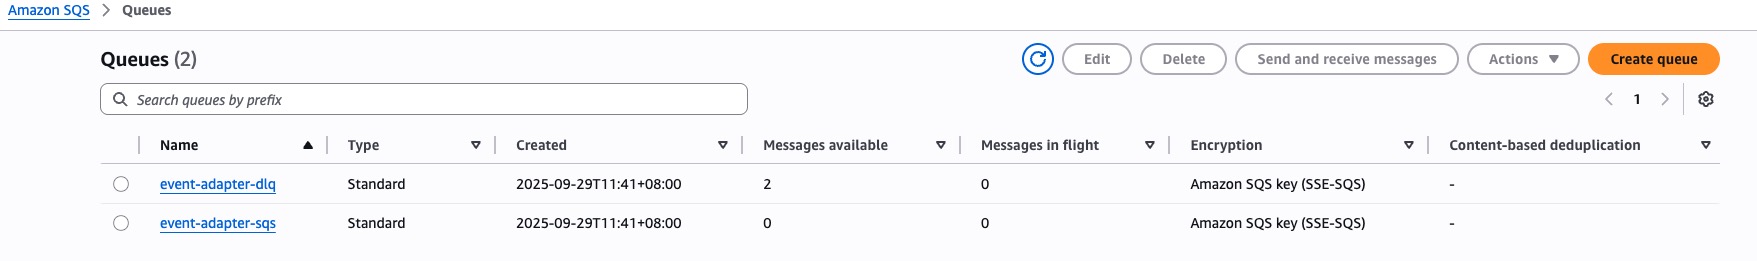 Amazon SQS > Queues
Queues (2) Edit Delete Send and receive messages Actions Create queue
Search queues by prefix 1
Name Type Created Messages available Messages in flight Encryption Content-based deduplication
event-adapter-dlq Standard 2025-09-29T11:41+08:00 2 0 Amazon SQS key (SSE-SQS) -
event-adapter-sqs Standard 2025-09-29T11:41+08:00 0 0 Amazon SQS key (SSE-SQS) -